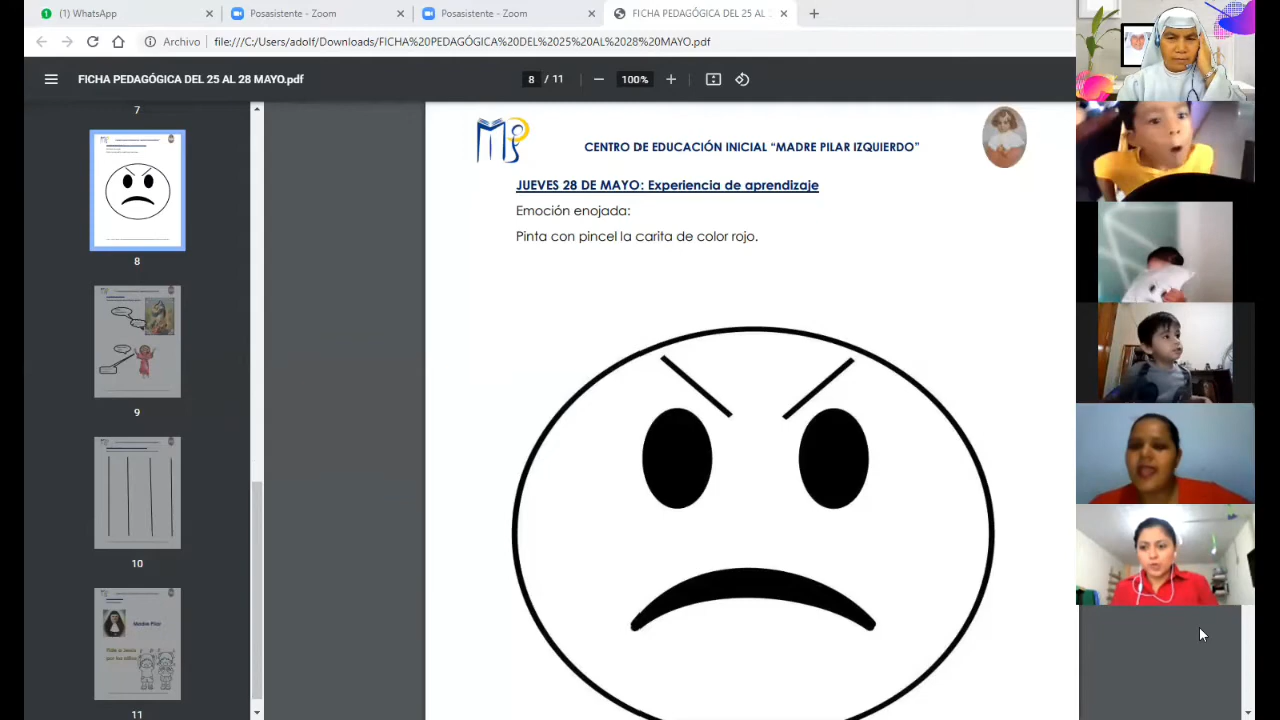 (1) WhatsApp
Posasistente - Zoom
Posasistente - Zoom
FICHA PEDAGÓGICA DEL 25 AL
Archivo
file:///C:/Users/adolf/Downloads/FICHA%20PEDAGÓGICA%20DEL%2025%20AL%2028%20MAYO.pdf
FICHA PEDAGÓGICA DEL 25 AL 28 MAYO.pdf
8 / 11
100%
7
8
9
10
Madre Pilar
11
CENTRO DE EDUCACIÓN INICIAL “MADRE PILAR IZQUIERDO”
JUEVES 28 DE MAYO: Experiencia de aprendizaje
Emoción enojada:
Pinta con pincel la carita de color rojo.